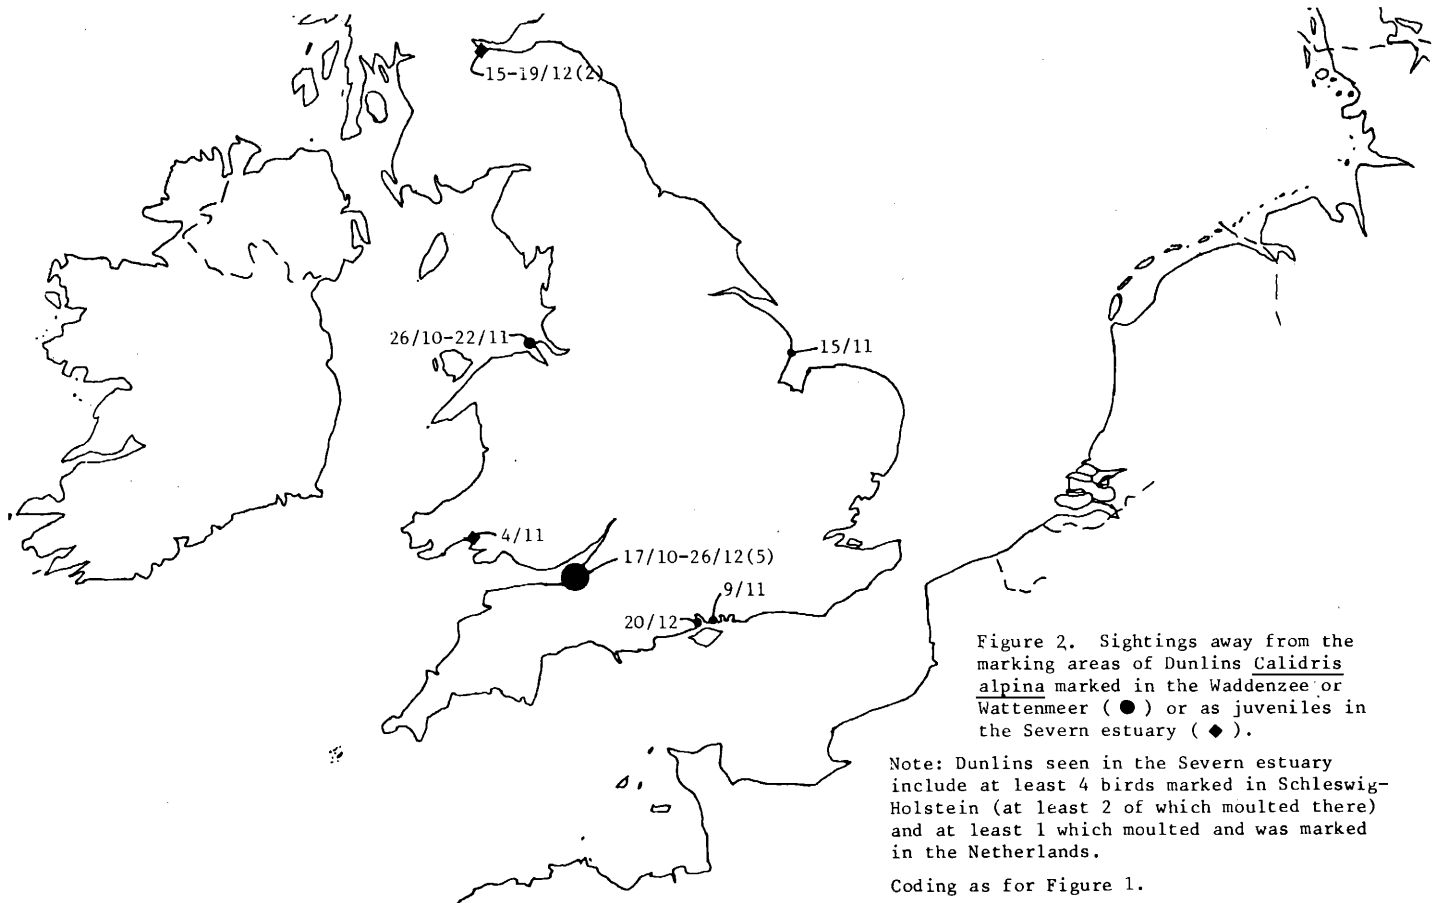 15-19/12(2)
26/10-22/11
15/11
4/11
17/10-26/12(5)
9/11
20/12
Figure 2. Sightings away from the
marking areas of Dunlins Calidris
alpina marked in the Waddenzee or
Wattenmeer ( ● ) or as juveniles in
the Severn estuary ( ◆ ).
Note: Dunlins seen in the Severn estuary
include at least 4 birds marked in Schleswig-
Holstein (at least 2 of which moulted there)
and at least 1 which moulted and was marked
in the Netherlands.
Coding as for Figure 1.